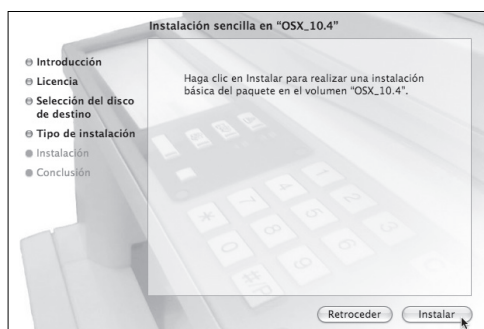 Instalación sencilla en “OSX_10.4”
Introducción
Licencia
Selección del disco
de destino
Tipo de instalación
Instalación
Conclusión
Haga clic en Instalar para realizar una instalación
básica del paquete en el volumen “OSX_10.4”.
Retroceder
Instalar